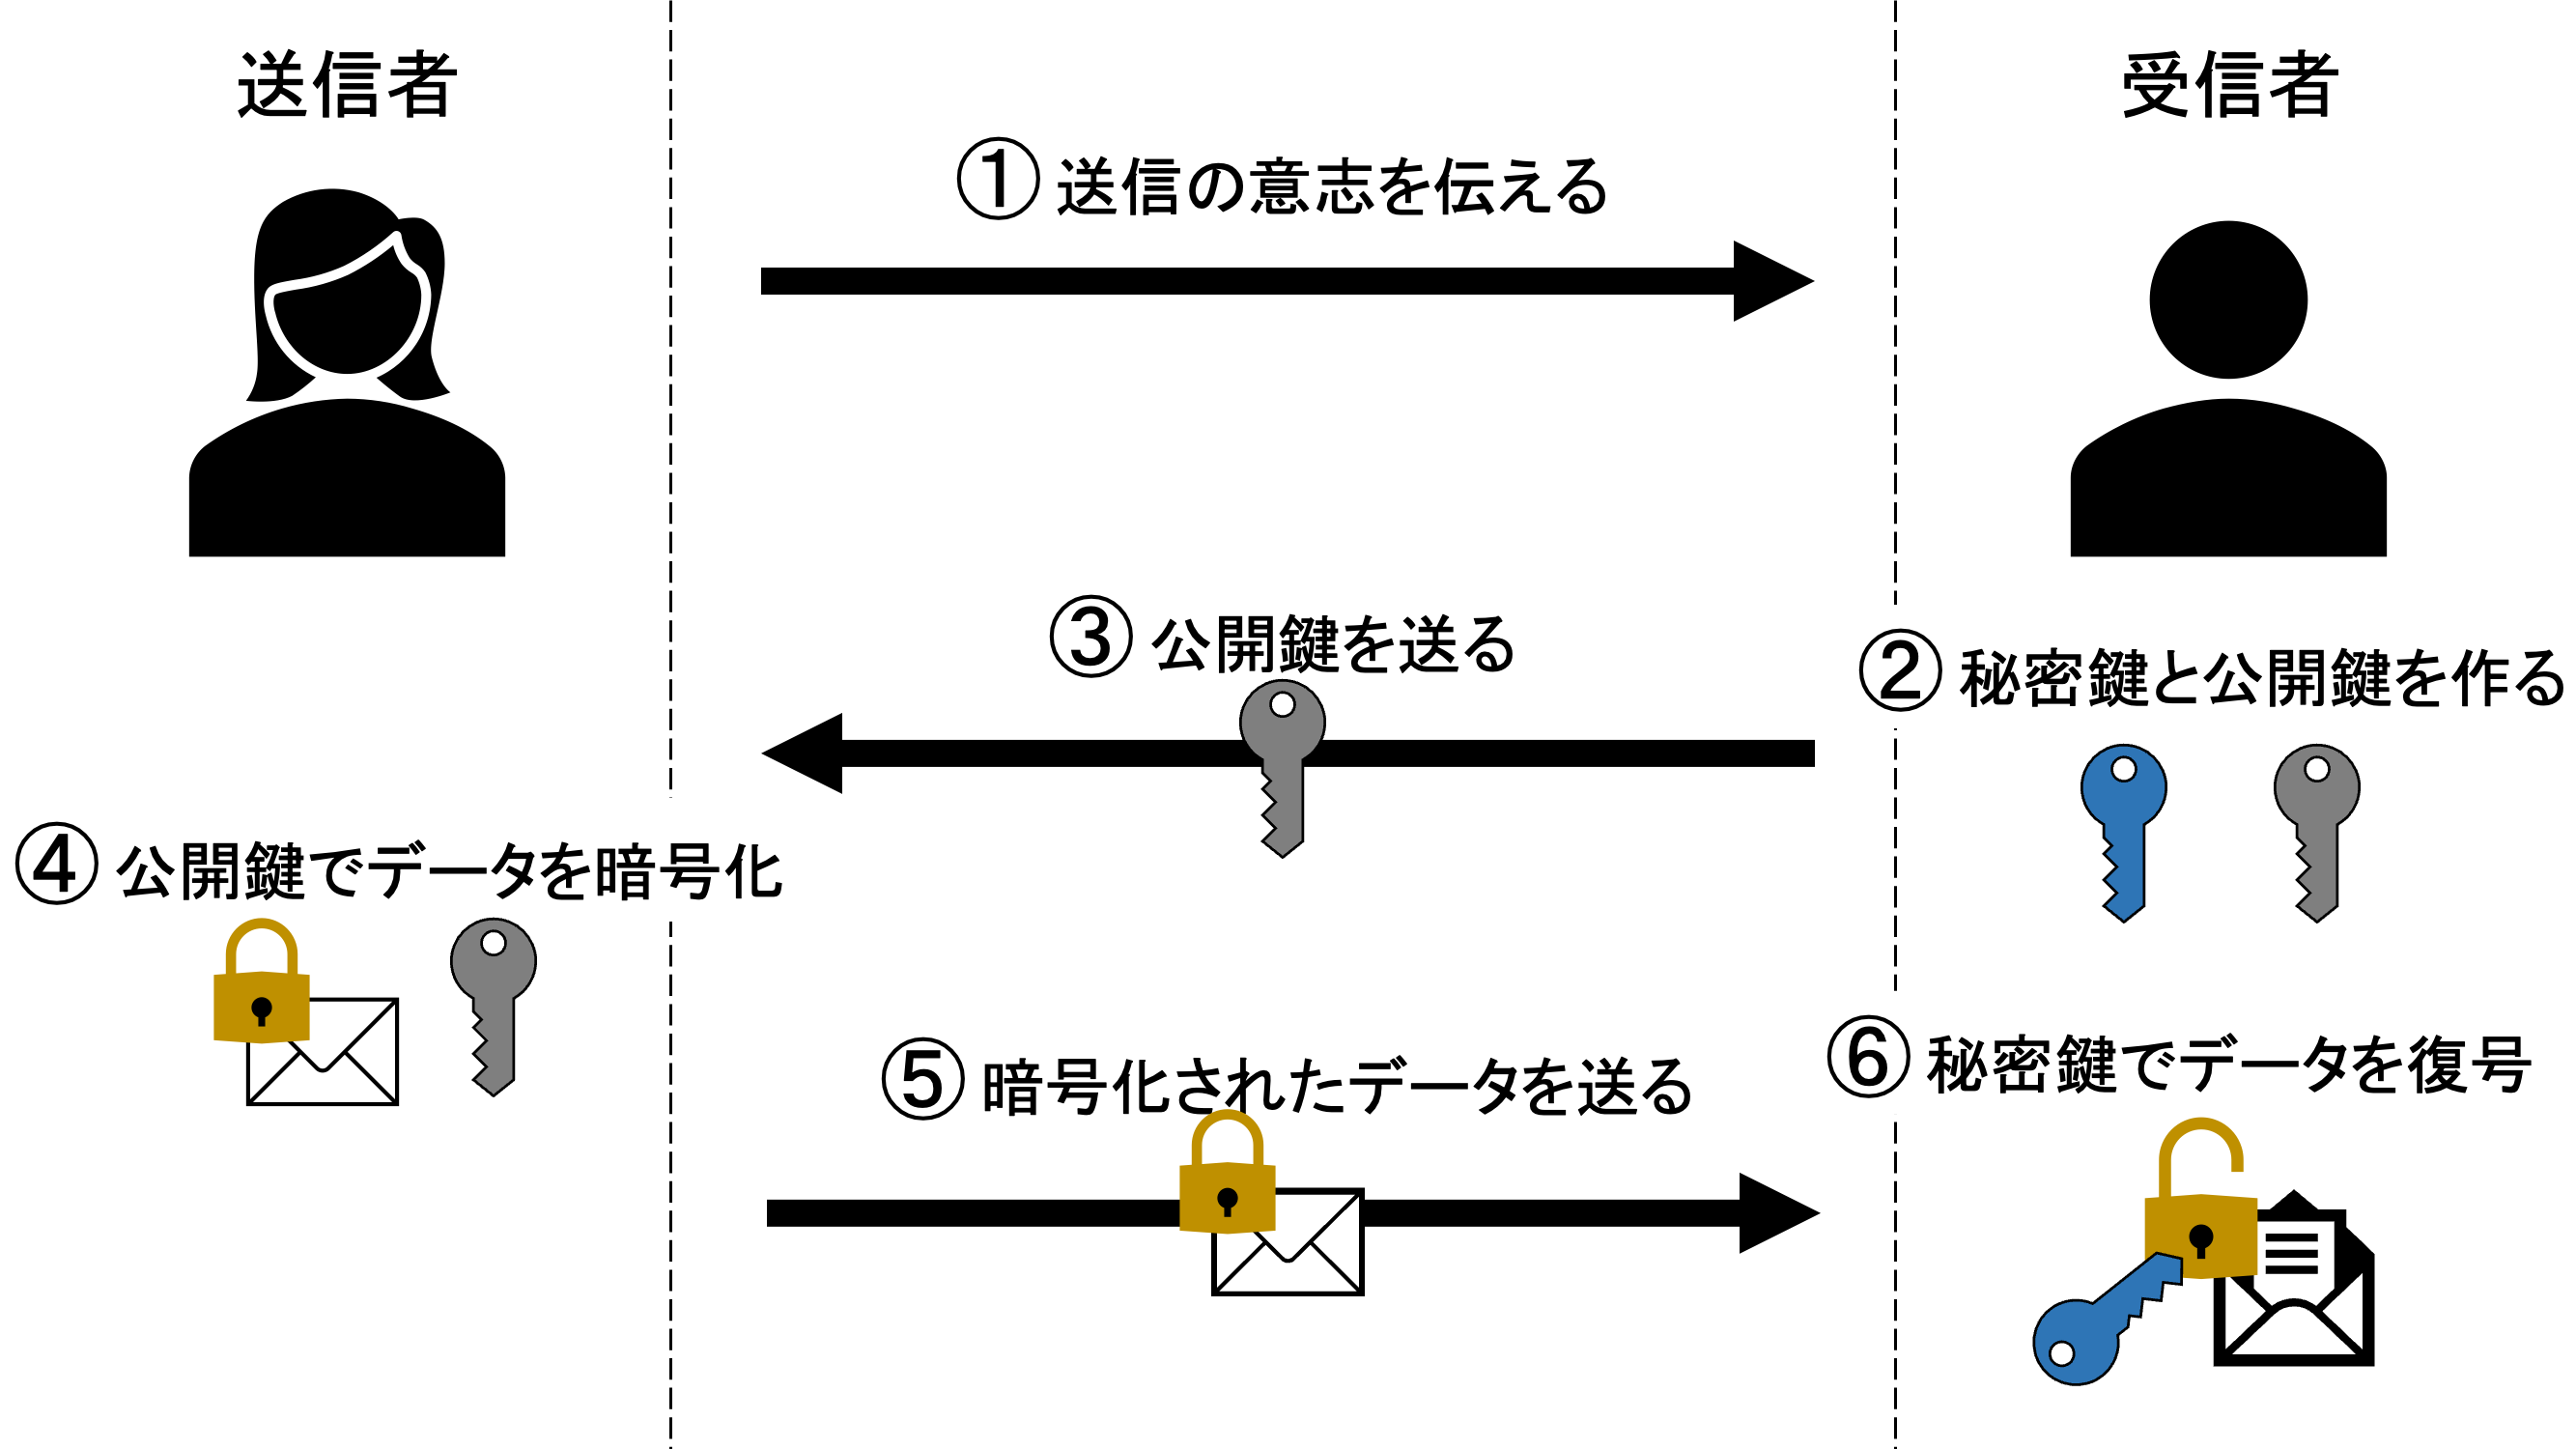 送信者
受信者
①送信の意志を伝える
③公開鍵を送る
②秘密鍵と公開鍵を作る
④公開鍵でデータを暗号化
⑤暗号化されたデータを送る
⑥秘密鍵でデータを復号